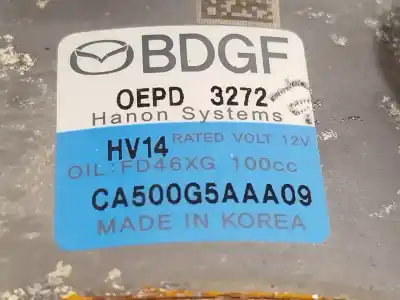 BDGF
OEPD 3272
Hanon Systems
HV14 RATED VOLT 12V
OIL:FD46XG 100cc
CA500G5AAA09
MADE IN KOREA